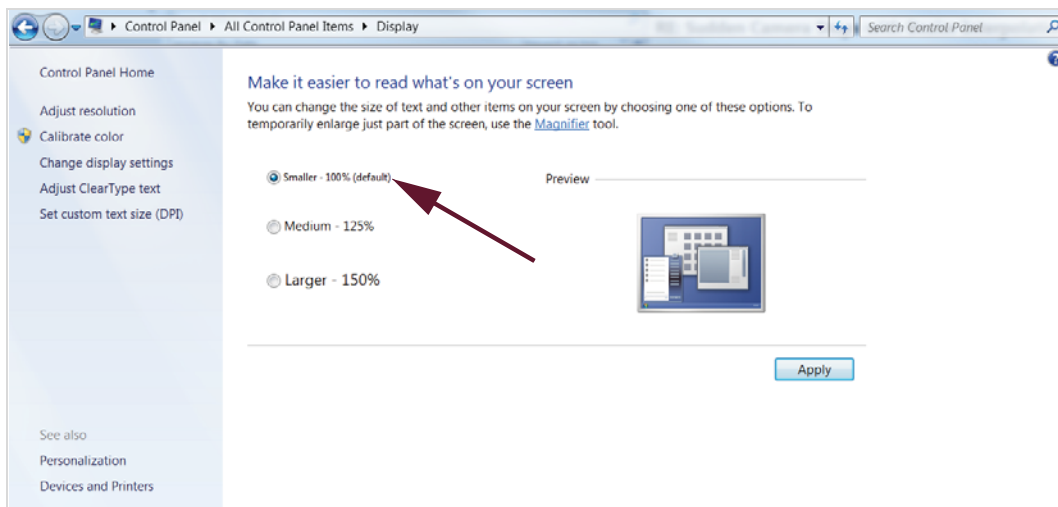 Control Panel ▸ All Control Panel Items ▸ Display
Search Control Panel
Control Panel Home
Adjust resolution
Calibrate color
Change display settings
Adjust ClearType text
Set custom text size (DPI)
See also
Personalization
Devices and Printers
Make it easier to read what's on your screen
You can change the size of text and other items on your screen by choosing one of these options. To
temporarily enlarge just part of the screen, use the Magnifier tool.
Smaller - 100% (default)
Medium - 125%
Larger - 150%
Preview
Apply